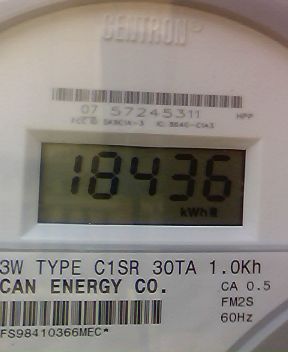 CENTRON
07 57245311 HPP
18436
kWh
3W TYPE C1SR 30TA 1.0Kh
CAN ENERGY CO. CA 0.5
FM2S
60Hz
FS98410366MEC*